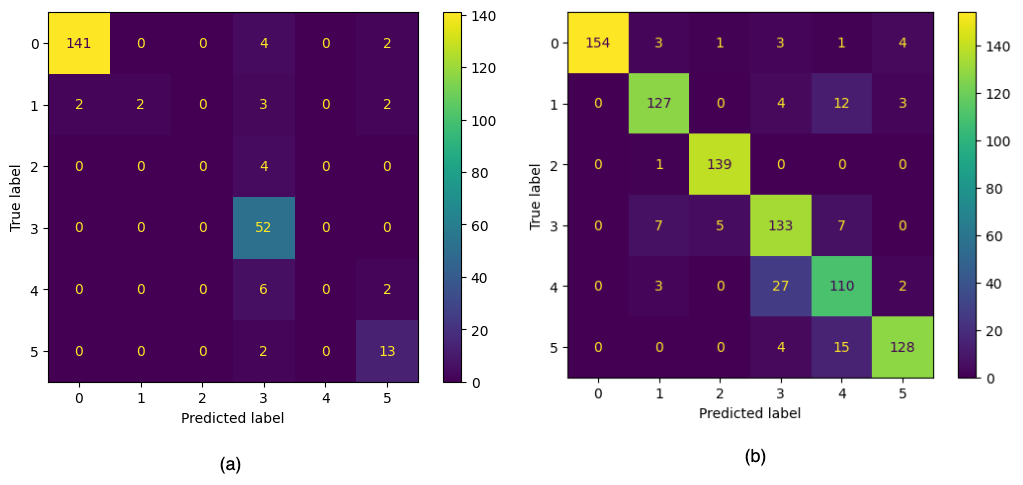 0 141 0 0 4 0 2
1 2 2 0 3 0 2
2 0 0 0 4 0 0
3 0 0 0 52 0 0
4 0 0 0 6 0 2
5 0 0 0 2 0 13
0 1 2 3 4 5
Predicted label
True label
140
120
100
80
60
40
20
0
(a)
0 154 3 1 3 1 4
1 0 127 0 4 12 3
2 0 1 139 0 0 0
3 0 7 5 133 7 0
4 0 3 0 27 110 2
5 0 0 0 4 15 128
0 1 2 3 4 5
Predicted label
True label
140
120
100
80
60
40
20
0
(b)